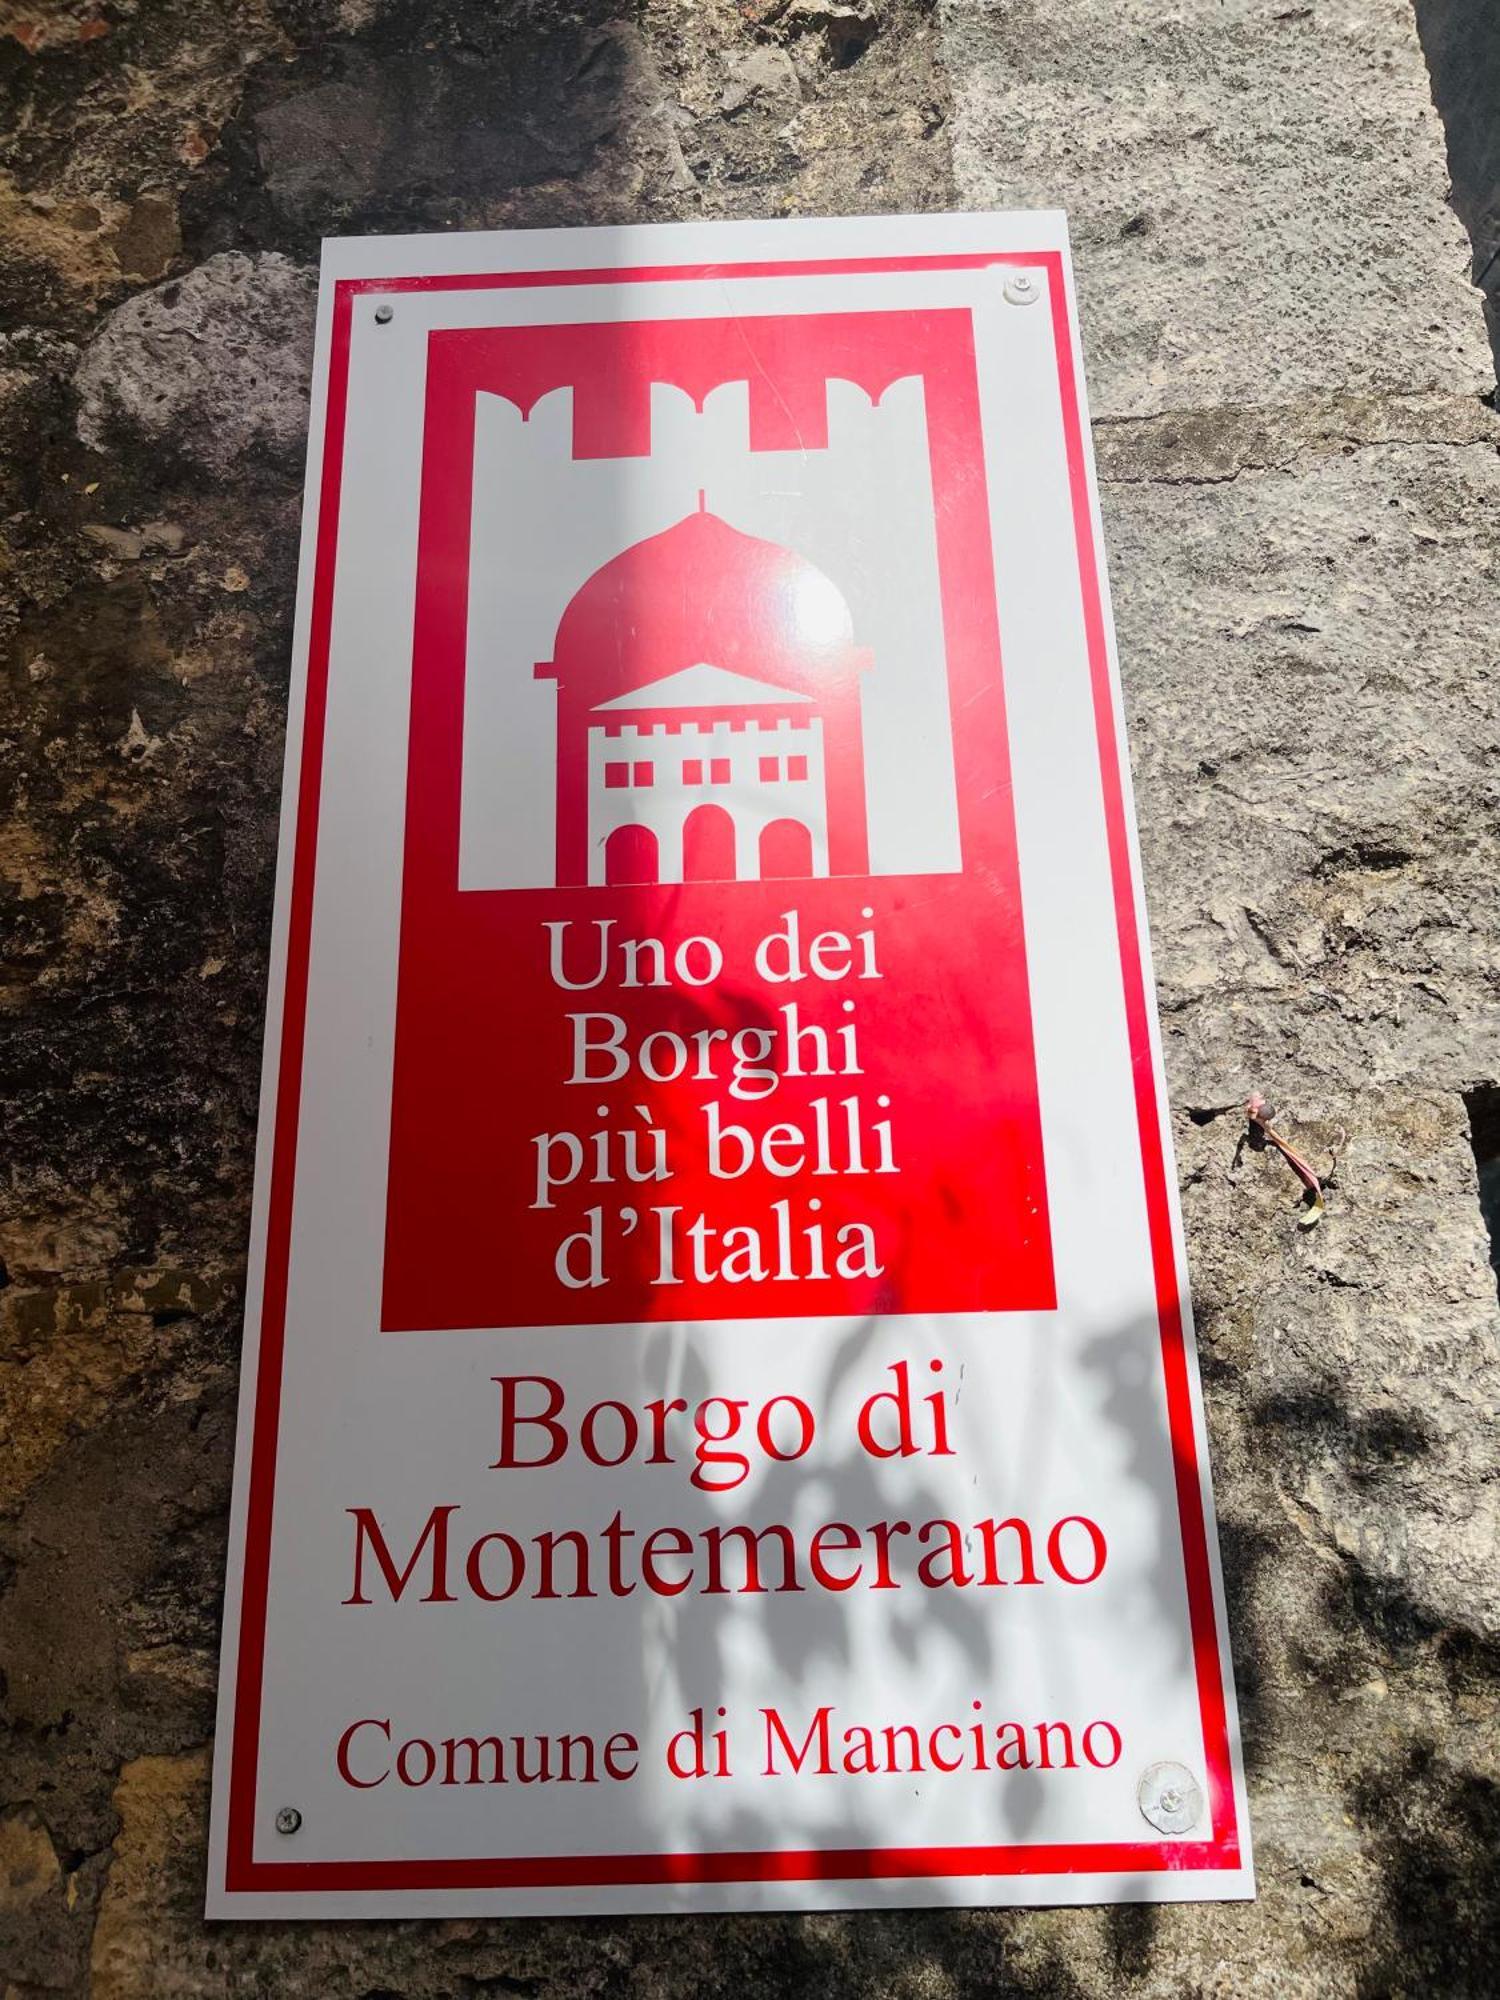 Uno dei
Borghi
più belli
d’Italia
Borgo di
Montemerano
Comune di Manciano